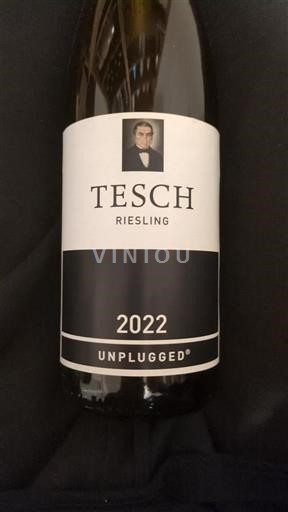 TESCH
RIESLING
VINIOU
2022
UNPLUGGED®